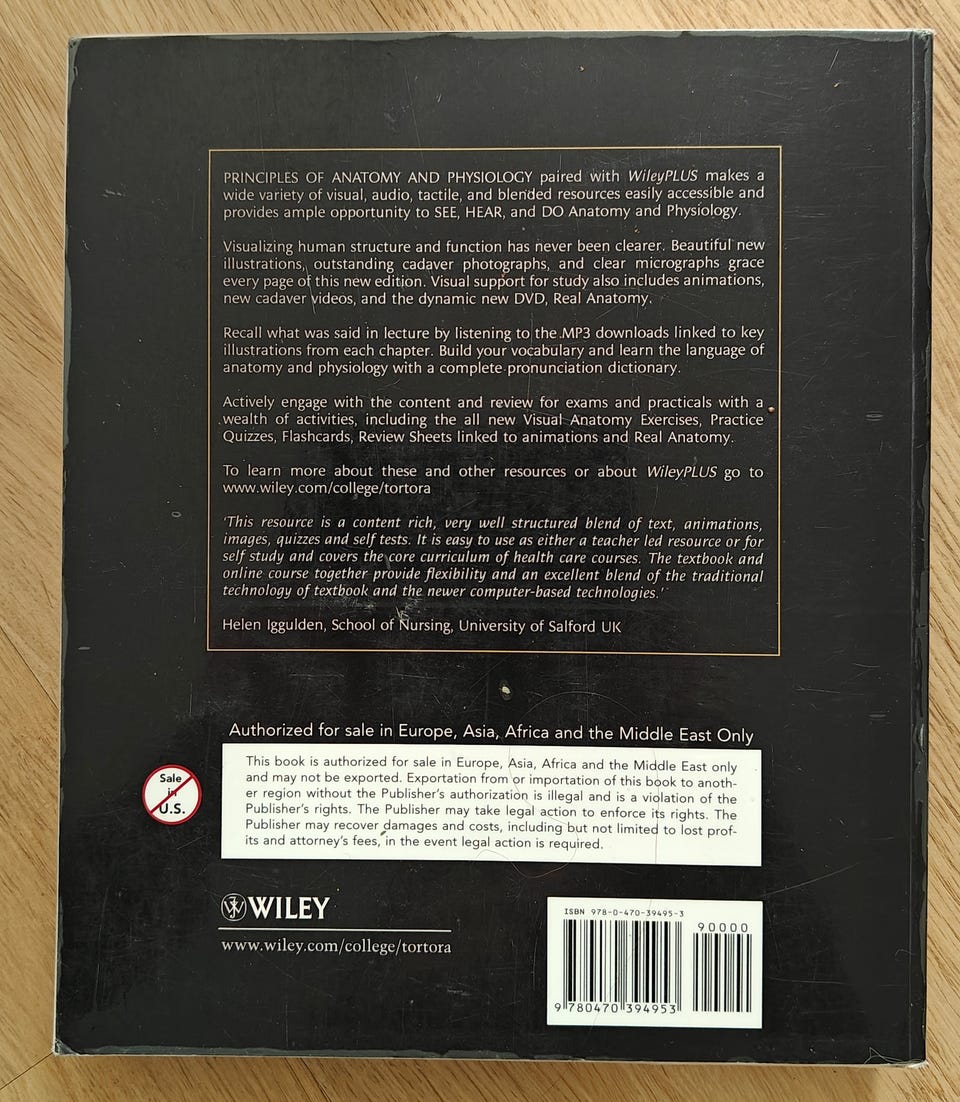 PRINCIPLES OF ANATOMY AND PHYSIOLOGY paired with WileyPLUS makes a
wide variety of visual, audio, tactile, and blended resources easily accessible and
provides ample opportunity to SEE, HEAR, and DO Anatomy and Physiology.
Visualizing human structure and function has never been clearer. Beautiful new
illustrations, outstanding cadaver photographs, and clear micrographs grace
every page of this new edition. Visual support for study also includes animations,
new cadaver videos, and the dynamic new DVD, Real Anatomy.
Recall what was said in lecture by listening to the MP3 downloads linked to key
illustrations from each chapter. Build your vocabulary and learn the language of
anatomy and physiology with a complete pronunciation dictionary.
Actively engage with the content and review for exams and practicals with a
wealth of activities, including the all new Visual Anatomy Exercises, Practice
Quizzes, Flashcards, Review Sheets linked to animations and Real Anatomy.
To learn more about these and other resources or about WileyPLUS go to
www.wiley.com/college/tortora
'This resource is a content rich, very well structured blend of text, animations,
images, quizzes and self tests. It is easy to use as either a teacher led resource or for
self study and covers the core curriculum of health care courses. The textbook and
online course together provide flexibility and an excellent blend of the traditional
technology of textbook and the newer computer-based technologies.'
Helen Iggulden, School of Nursing, University of Salford UK
Authorized for sale in Europe, Asia, Africa and the Middle East Only
This book is authorized for sale in Europe, Asia, Africa and the Middle East only
and may not be exported. Exportation from or importation of this book to anoth-
er region without the Publisher's authorization is illegal and is a violation of the
Publisher's rights. The Publisher may take legal action to enforce its rights. The
Publisher may recover damages and costs, including but not limited to lost prof-
its and attorney's fees, in the event legal action is required.
Sale
in
U.S.
WILEY
www.wiley.com/college/tortora
ISBN 978-0-470-39495-3
90000
9 780470 394953